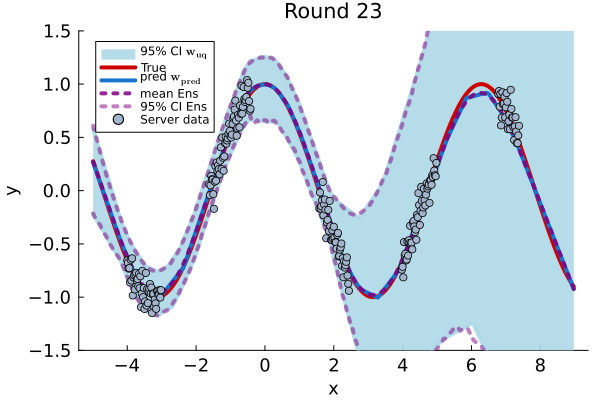 Round 23
1.5
1.0
0.5
0.0
−0.5
−1.0
−1.5
y
95% CI w_uq
True
pred w_pred
mean Ens
95% CI Ens
Server data
−4 −2 0 2 4 6 8
x